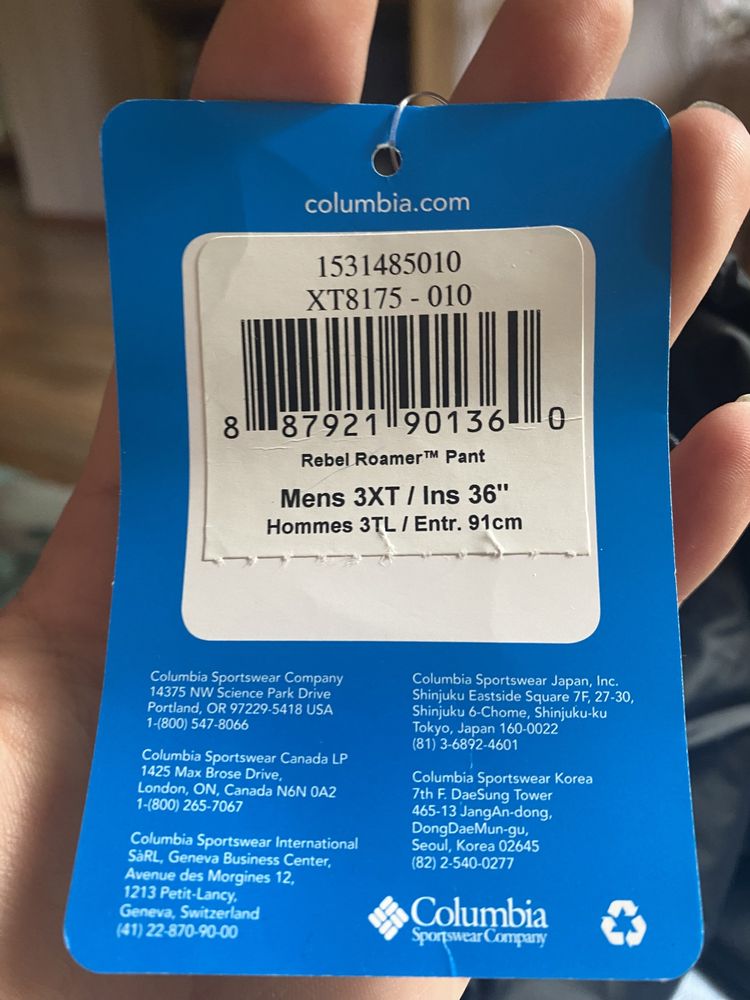 columbia.com
1531485010
XT8175 - 010
8 87921 90136 0
Rebel Roamer™ Pant
Mens 3XT / Ins 36"
Hommes 3TL / Entr. 91cm
Columbia Sportswear Company
14375 NW Science Park Drive
Portland, OR 97229-5418 USA
1-(800) 547-8066
Columbia Sportswear Canada LP
1425 Max Brose Drive,
London, ON, Canada N6N 0A2
1-(800) 265-7067
Columbia Sportswear International
SàRL, Geneva Business Center,
Avenue des Morgines 12,
1213 Petit-Lancy,
Geneva, Switzerland
(41) 22-870-90-00
Columbia Sportswear Japan, Inc.
Shinjuku Eastside Square 7F, 27-30,
Shinjuku 6-Chome, Shinjuku-ku
Tokyo, Japan 160-0022
(81) 3-6892-4601
Columbia Sportswear Korea
7th F. DaeSung Tower
465-13 JangAn-dong,
DongDaeMun-gu,
Seoul, Korea 02645
(82) 2-540-0277
Columbia
Sportswear Company